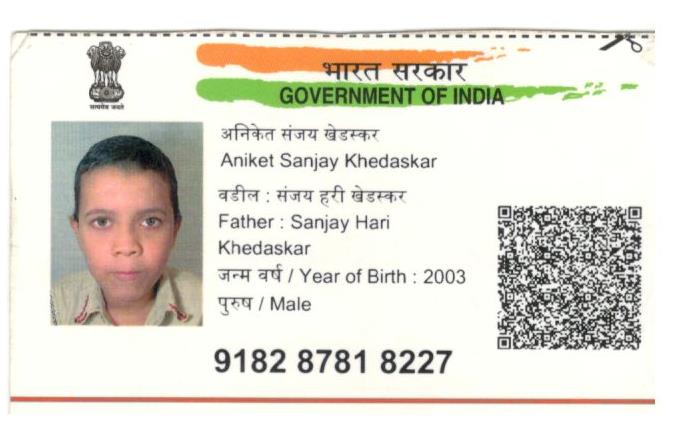 भारत सरकार
GOVERNMENT OF INDIA
सत्यमेव जयते
अनिकेत संजय खेडस्कर
Aniket Sanjay Khedaskar
वडील : संजय हरी खेडस्कर
Father : Sanjay Hari
Khedaskar
जन्म वर्ष / Year of Birth : 2003
पुरुष / Male
9182 8781 8227